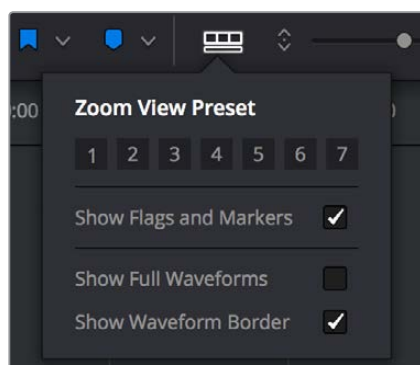 :00
Zoom View Preset
1 2 3 4 5 6 7
Show Flags and Markers
Show Full Waveforms
Show Waveform Border